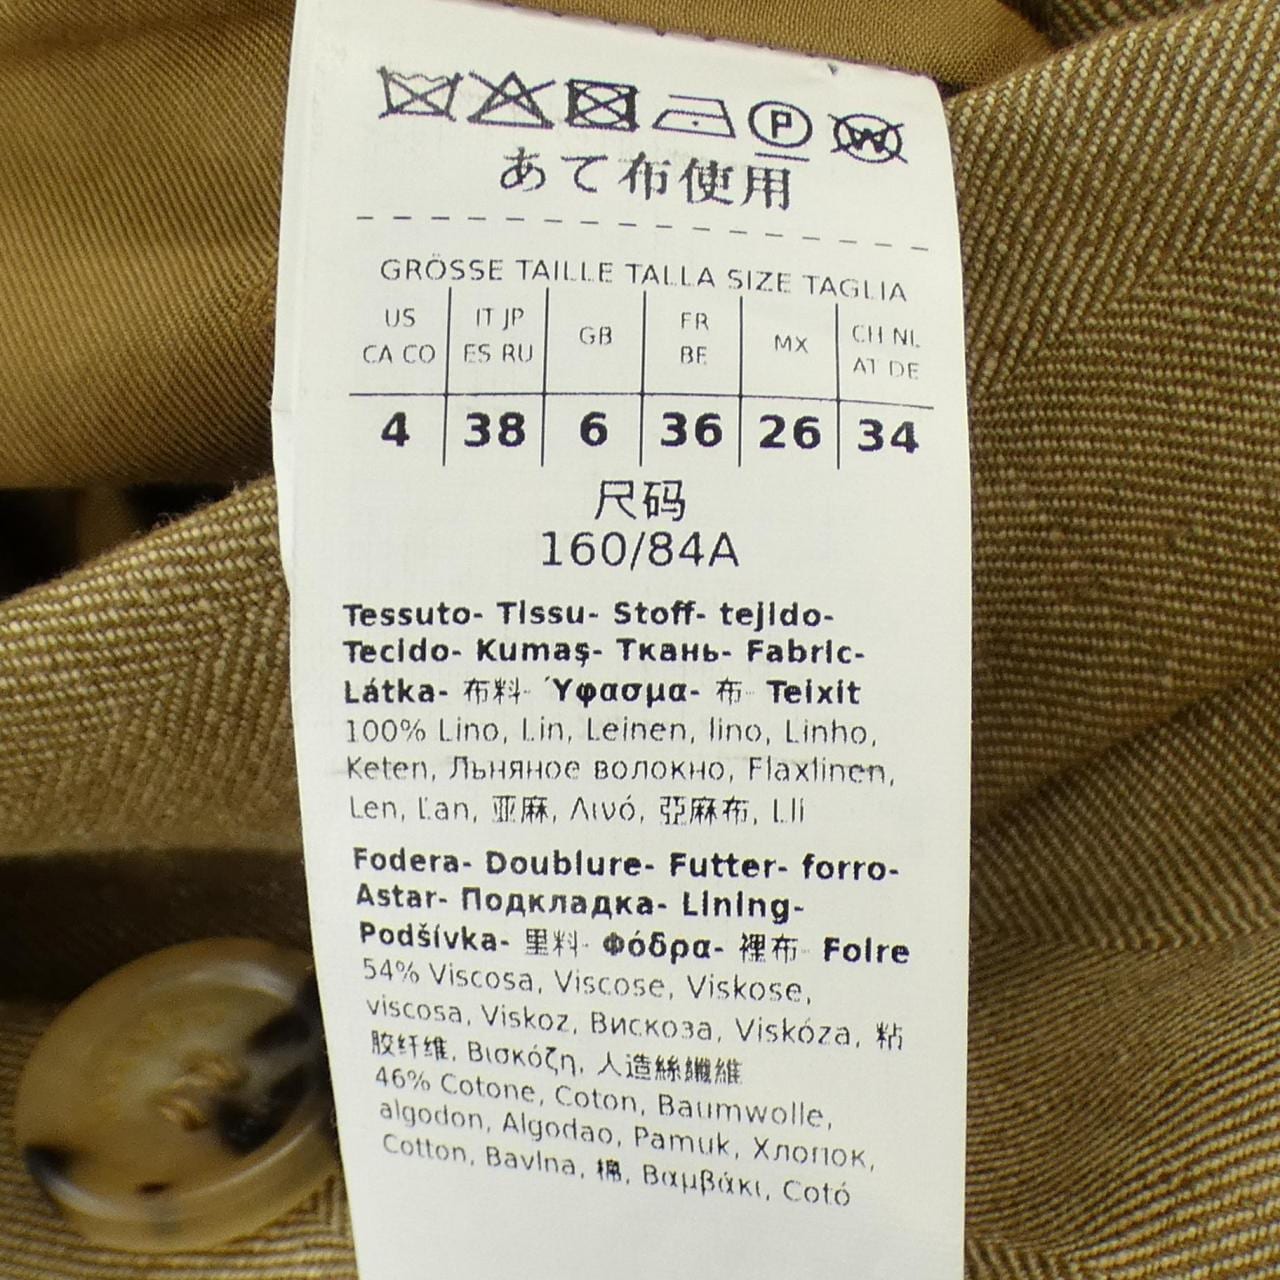 P W
あて布使用
GRÖSSE TAILLE TALLA SIZE TAGLIA
US CA CO | IT JP ES RU | GB | FR BE | MX | CH NL AT DE
4 | 38 | 6 | 36 | 26 | 34
尺码
160/84A
Tessuto- Tissu- Stoff- tejido-
Tecido- Kumaş- Ткань- Fabric-
Látka- 布料- Ύφασμα- 布- Teixit
100% Lino, Lin, Leinen, lino, Linho,
Keten, Льняное волокно, Flaxlinen,
Len, Ľan, 亚麻, Λινό, 亞麻布, Lli
Fodera- Doublure- Futter- forro-
Astar- Подкладка- Lining-
Podšívka- 里料- Φόδρα- 裡布- Folre
54% Viscosa, Viscose, Viskose,
viscosa, Viskoz, Вискоза, Viskóza, 粘
胶纤维, Βισκόζη, 人造絲纖維
46% Cotone, Coton, Baumwolle,
algodon, Algodao, Pamuk, Хлопок,
Cotton, Bavlna, 棉, Βαμβάκι, Cotó